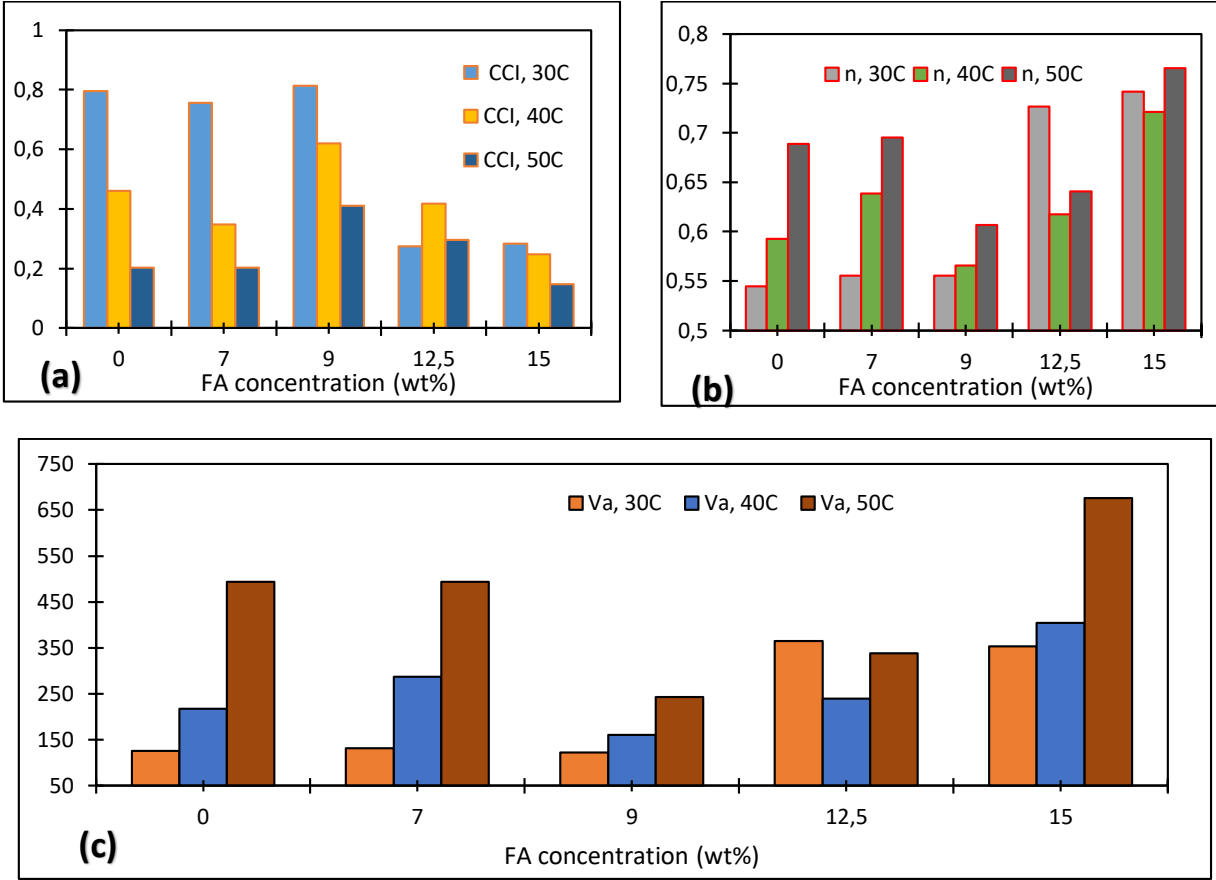 1
0,8
0,6
0,4
0,2
0
CCI, 30C
CCI, 40C
CCI, 50C
0 7 9 12,5 15
FA concentration (wt%)
(a)
0,8
0,75
0,7
0,65
0,6
0,55
0,5
n, 30C n, 40C n, 50C
0 7 9 12,5 15
FA concentration (wt%)
(b)
750
650
550
450
350
250
150
50
Va, 30C Va, 40C Va, 50C
0 7 9 12,5 15
FA concentration (wt%)
(c)